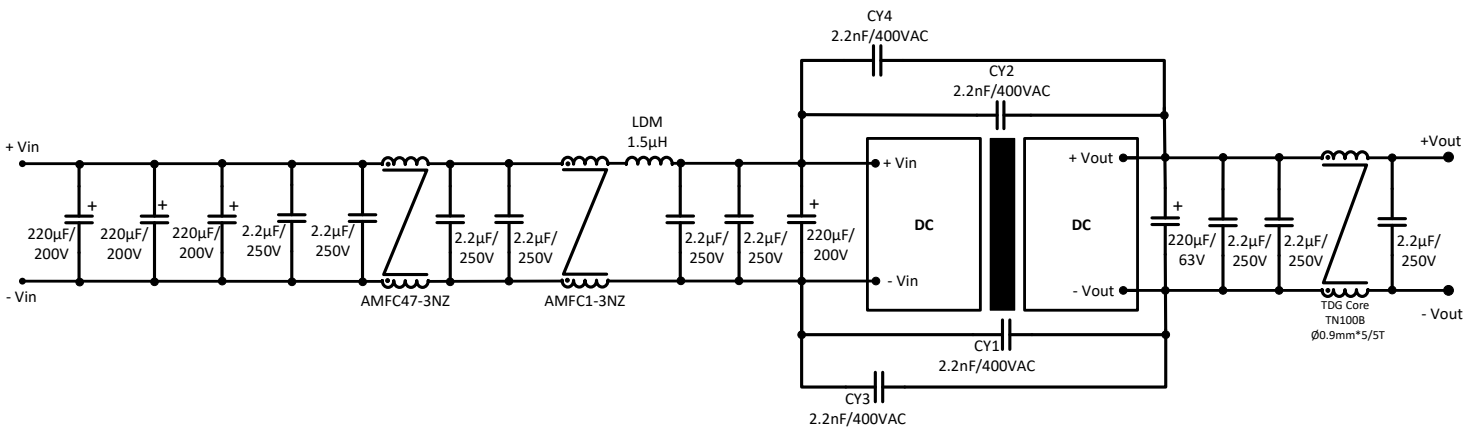 CY4
2.2nF/400VAC
CY2
2.2nF/400VAC
LDM
1.5µH
+ Vin
+
220µF/
200V
+
220µF/
200V
+
220µF/
200V
2.2µF/
250V
2.2µF/
250V
2.2µF/
250V
2.2µF/
250V
2.2µF/
250V
2.2µF/
250V
+
220µF/
200V
- Vin
AMFC47-3NZ
AMFC1-3NZ
+ Vin
DC
- Vin
+ Vout
DC
- Vout
+
220µF/
63V
2.2µF/
250V
2.2µF/
250V
2.2µF/
250V
+Vout
- Vout
TDG Core
TN100B
Ø0.9mm*5/5T
CY1
2.2nF/400VAC
CY3
2.2nF/400VAC